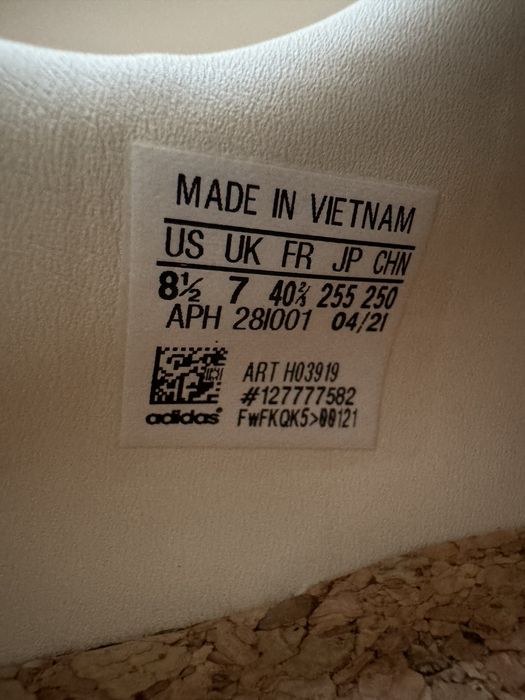 MADE IN VIETNAM
US UK FR JP CHN
8½ 7 40⅔ 255 250
APH 28I001 04/21
ART H03919
#127777582
adidas® FwFKQK5>00121